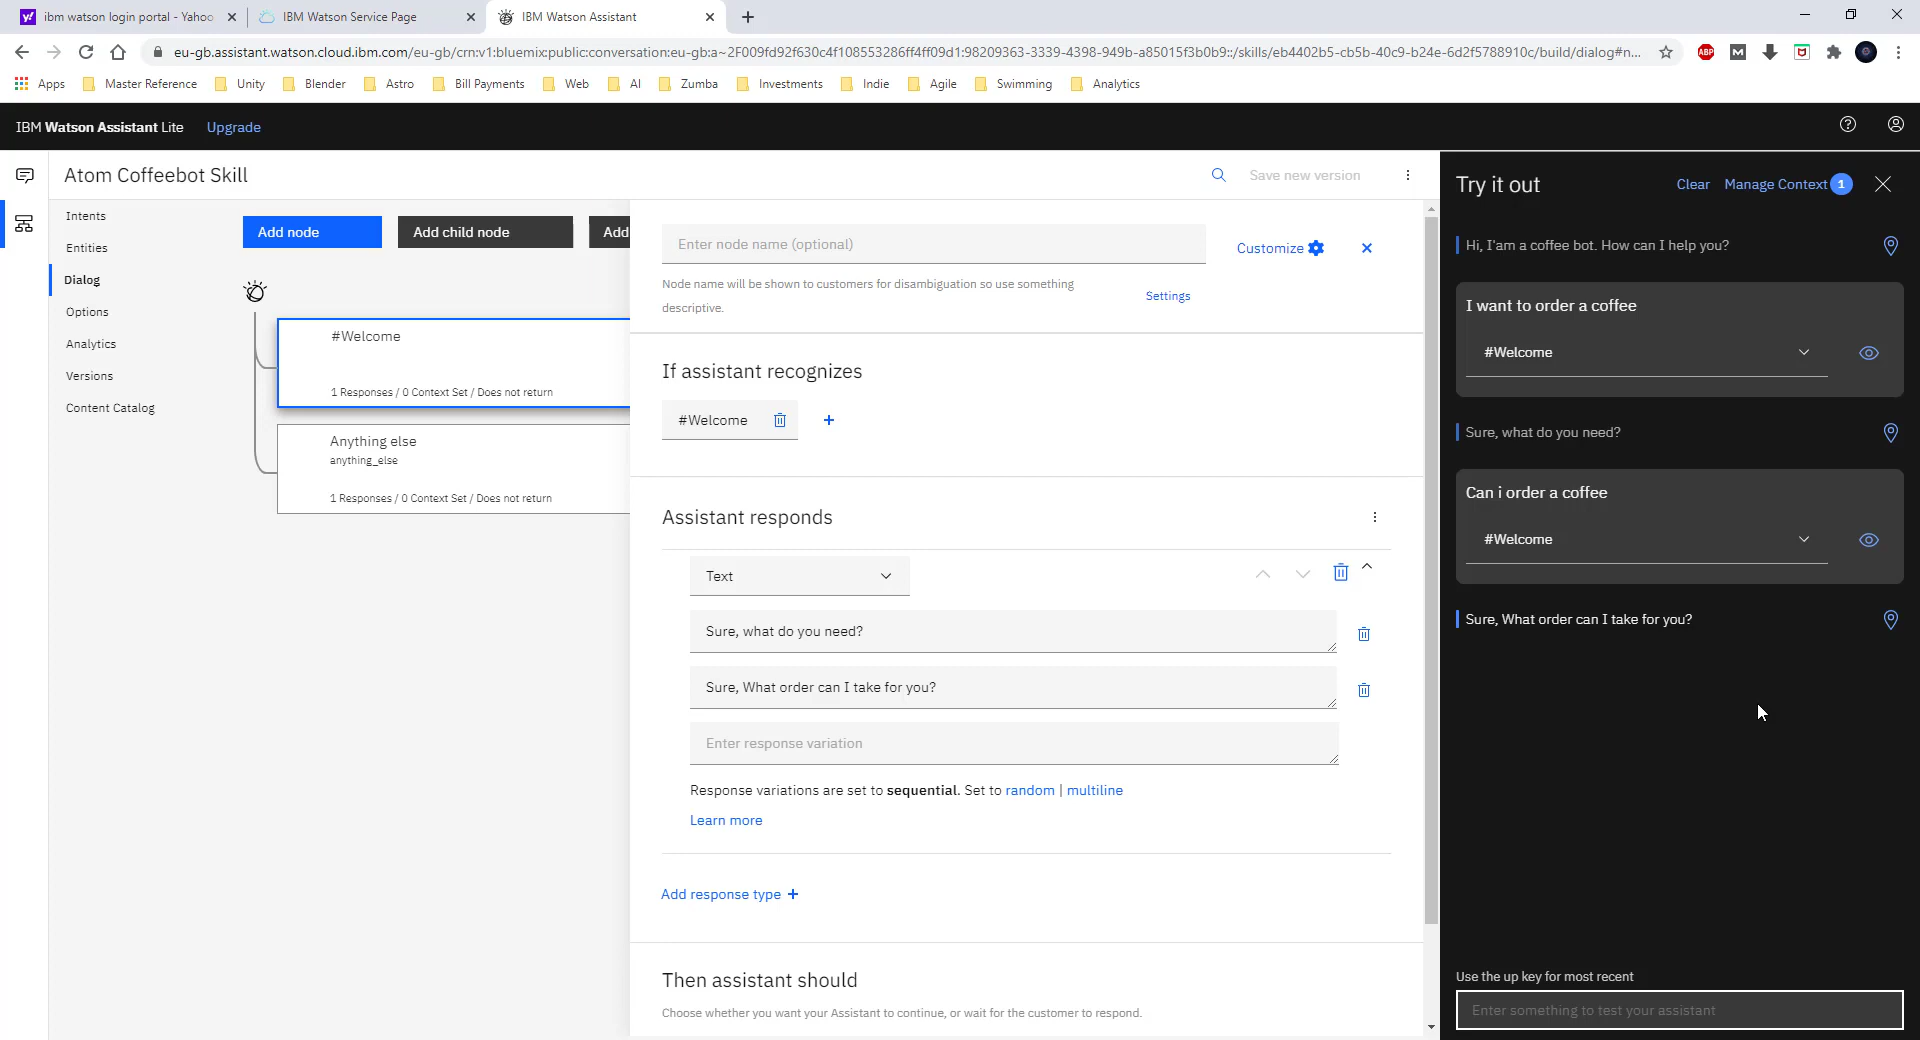 ibm watson login portal - Yahoo
IBM Watson Service Page
IBM Watson Assistant
eu-gb.assistant.watson.cloud.ibm.com/eu-gb/crn:v1:bluemix:public:conversation:eu-gb:a~2F009fd92f630c4f108553286ff4ff09d1:98209363-3339-4398-949b-a85015f3b0b9::/skills/eb4402b5-cb5b-40c9-b24e-6d2f5788910c/build/dialog#n...
ABP
M
Apps
Master Reference
Unity
Blender
Astro
Bill Payments
Web
AI
Zumba
Investments
Indie
Agile
Swimming
Analytics
IBM Watson Assistant Lite
Upgrade
Atom Coffeebot Skill
Save new version
Intents
Entities
Dialog
Options
Analytics
Versions
Content Catalog
Add node
Add child node
Add
#Welcome
1 Responses / 0 Context Set / Does not return
Anything else
anything_else
1 Responses / 0 Context Set / Does not return
Enter node name (optional)
Customize
Node name will be shown to customers for disambiguation so use something
descriptive.
Settings
If assistant recognizes
#Welcome
Assistant responds
Text
Sure, what do you need?
Sure, What order can I take for you?
Enter response variation
Response variations are set to sequential. Set to random | multiline
Learn more
Add response type +
Then assistant should
Choose whether you want your Assistant to continue, or wait for the customer to respond.
Try it out
Clear
Manage Context 1
Hi, I'am a coffee bot. How can I help you?
I want to order a coffee
#Welcome
Sure, what do you need?
Can i order a coffee
#Welcome
Sure, What order can I take for you?
Use the up key for most recent
Enter something to test your assistant